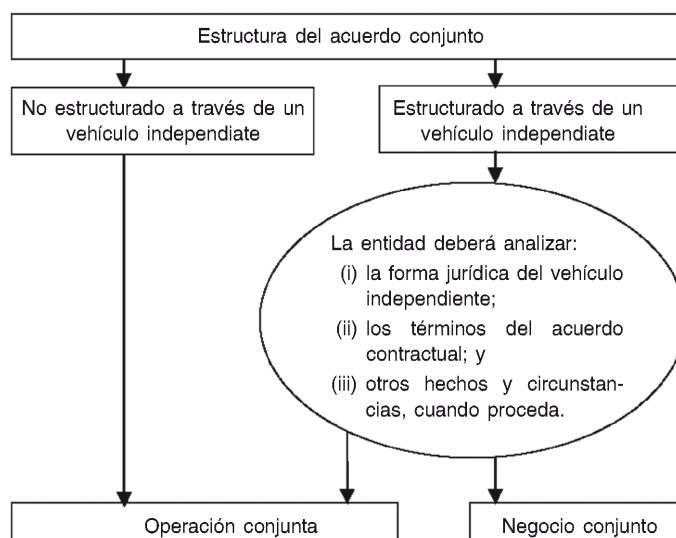 Estructura del acuerdo conjunto
No estructurado a través de un
vehículo independiate
Estructurado a través de un
vehículo independiate
La entidad deberá analizar:
(i) la forma jurídica del vehículo
independiente;
(ii) los términos del acuerdo
contractual; y
(iii) otros hechos y circunstan-
cias, cuando proceda.
Operación conjunta
Negocio conjunto